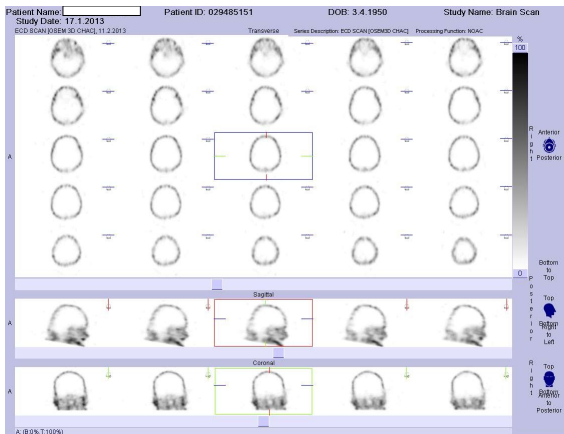 Patient Name: Patient ID: 029485151 DOB: 3.4.1950 Study Name: Brain Scan
Study Date: 17.1.2013
ECD SCAN [OSEM 3D CHAC], 11.2.2013 Transverse Series Description: ECD SCAN [OSEM3D CHAC] Processing Function: NOAC
%
100
Right
Anterior
A
Posterior
0
Bottom
to
Top
Sagittal
Posterior
Top
A
Bottom
Right
to
Left
Coronal
Right
Top
A
Bottom
Anterior
to
Posterior
A: (B:0%,T:100%)